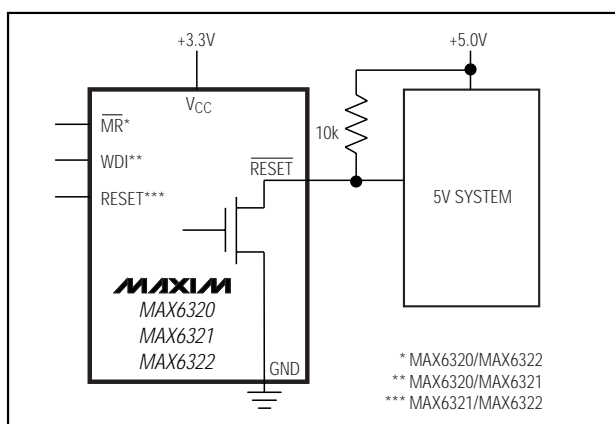 +3.3V
+5.0V
VCC
MR*
WDI**
RESET***
10k
RESET
5V SYSTEM
MAXIM
MAX6320
MAX6321
MAX6322
GND
* MAX6320/MAX6322
** MAX6320/MAX6321
*** MAX6321/MAX6322